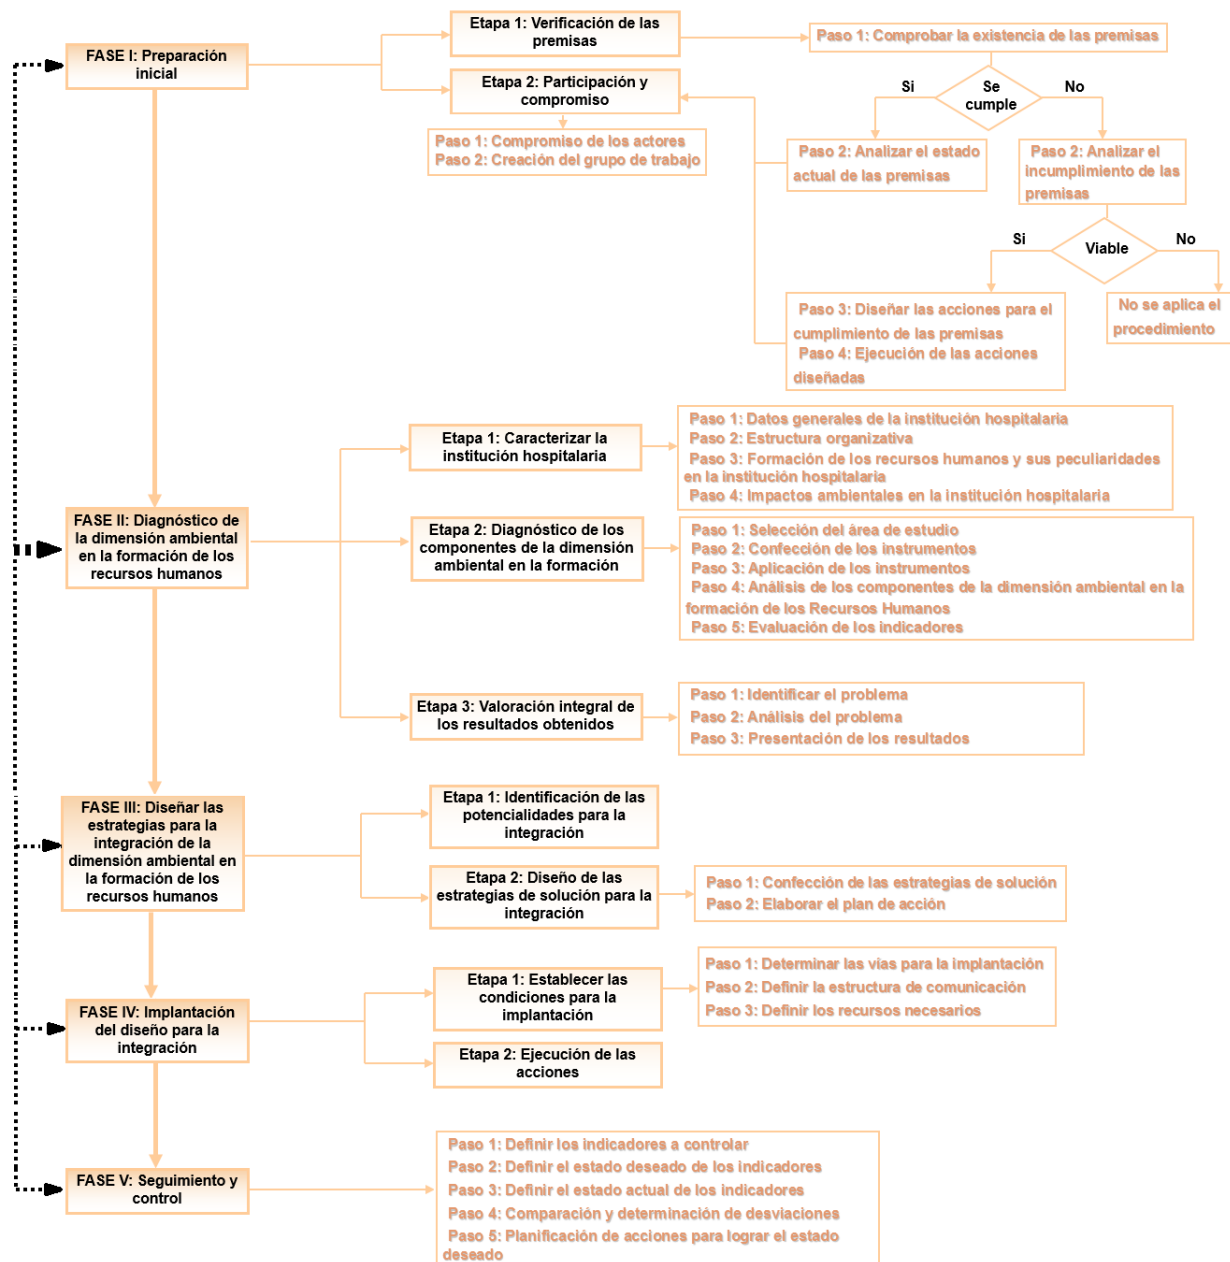 FASE I: Preparación
inicial
Etapa 1: Verificación de las
premisas
Paso 1: Comprobar la existencia de las premisas
Se
cumple
Si
No
Paso 2: Analizar el estado
actual de las premisas
Paso 2: Analizar el
incumplimiento de las
premisas
Viable
Si
No
Paso 3: Diseñar las acciones para el
cumplimiento de las premisas
Paso 4: Ejecución de las acciones
diseñadas
No se aplica el
procedimiento
Etapa 2: Participación y
compromiso
Paso 1: Compromiso de los actores
Paso 2: Creación del grupo de trabajo
FASE II: Diagnóstico de
la dimensión ambiental
en la formación de los
recursos humanos
Etapa 1: Caracterizar la
institución hospitalaria
Paso 1: Datos generales de la institución hospitalaria
Paso 2: Estructura organizativa
Paso 3: Formación de los recursos humanos y sus peculiaridades
en la institución hospitalaria
Paso 4: Impactos ambientales en la institución hospitalaria
Etapa 2: Diagnóstico de los
componentes de la dimensión
ambiental en la formación
Paso 1: Selección del área de estudio
Paso 2: Confección de los instrumentos
Paso 3: Aplicación de los instrumentos
Paso 4: Análisis de los componentes de la dimensión ambiental en la
formación de los Recursos Humanos
Paso 5: Evaluación de los indicadores
Etapa 3: Valoración integral de
los resultados obtenidos
Paso 1: Identificar el problema
Paso 2: Análisis del problema
Paso 3: Presentación de los resultados
FASE III: Diseñar las
estrategias para la
integración de la
dimensión ambiental en
la formación de los
recursos humanos
Etapa 1: Identificación de las
potencialidades para la
integración
Etapa 2: Diseño de las
estrategias de solución para la
integración
Paso 1: Confección de las estrategias de solución
Paso 2: Elaborar el plan de acción
FASE IV: Implantación
del diseño para la
integración
Etapa 1: Establecer las
condiciones para la
implantación
Paso 1: Determinar las vías para la implantación
Paso 2: Definir la estructura de comunicación
Paso 3: Definir los recursos necesarios
Etapa 2: Ejecución de las
acciones
FASE V: Seguimiento y
control
Paso 1: Definir los indicadores a controlar
Paso 2: Definir el estado deseado de los indicadores
Paso 3: Definir el estado actual de los indicadores
Paso 4: Comparación y determinación de desviaciones
Paso 5: Planificación de acciones para lograr el estado
deseado